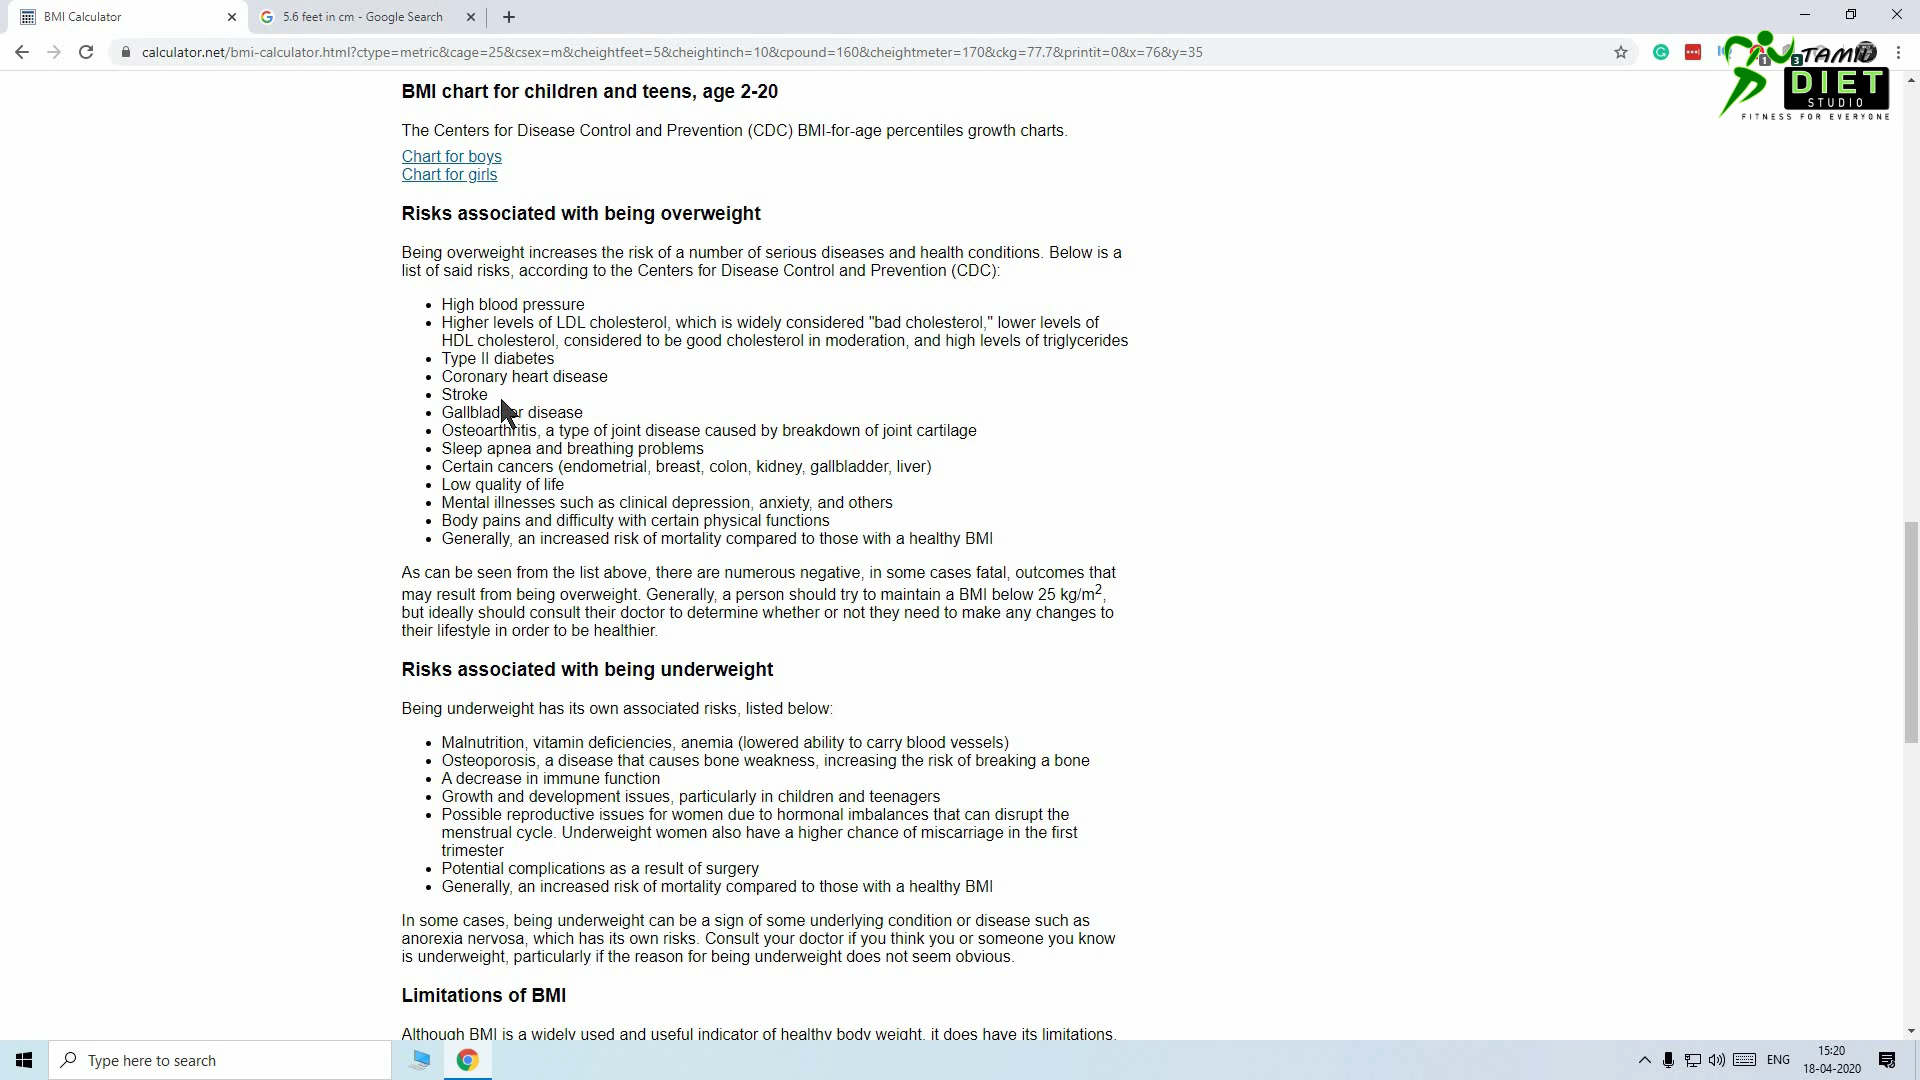 BMI Calculator
5.6 feet in cm - Google Search
calculator.net/bmi-calculator.html?ctype=metric&cage=25&csex=m&cheightfeet=5&cheightinch=10&cpound=160&cheightmeter=170&ckg=77.7&printit=0&x=76&y=35
TAMIL
DIET
STUDIO
FITNESS FOR EVERYONE
BMI chart for children and teens, age 2-20
The Centers for Disease Control and Prevention (CDC) BMI-for-age percentiles growth charts.
Chart for boys
Chart for girls
Risks associated with being overweight
Being overweight increases the risk of a number of serious diseases and health conditions. Below is a
list of said risks, according to the Centers for Disease Control and Prevention (CDC):
• High blood pressure
• Higher levels of LDL cholesterol, which is widely considered "bad cholesterol," lower levels of
HDL cholesterol, considered to be good cholesterol in moderation, and high levels of triglycerides
• Type II diabetes
• Coronary heart disease
• Stroke
• Gallbladder disease
• Osteoarthritis, a type of joint disease caused by breakdown of joint cartilage
• Sleep apnea and breathing problems
• Certain cancers (endometrial, breast, colon, kidney, gallbladder, liver)
• Low quality of life
• Mental illnesses such as clinical depression, anxiety, and others
• Body pains and difficulty with certain physical functions
• Generally, an increased risk of mortality compared to those with a healthy BMI
As can be seen from the list above, there are numerous negative, in some cases fatal, outcomes that
may result from being overweight. Generally, a person should try to maintain a BMI below 25 kg/m²,
but ideally should consult their doctor to determine whether or not they need to make any changes to
their lifestyle in order to be healthier.
Risks associated with being underweight
Being underweight has its own associated risks, listed below:
• Malnutrition, vitamin deficiencies, anemia (lowered ability to carry blood vessels)
• Osteoporosis, a disease that causes bone weakness, increasing the risk of breaking a bone
• A decrease in immune function
• Growth and development issues, particularly in children and teenagers
• Possible reproductive issues for women due to hormonal imbalances that can disrupt the
menstrual cycle. Underweight women also have a higher chance of miscarriage in the first
trimester
• Potential complications as a result of surgery
• Generally, an increased risk of mortality compared to those with a healthy BMI
In some cases, being underweight can be a sign of some underlying condition or disease such as
anorexia nervosa, which has its own risks. Consult your doctor if you think you or someone you know
is underweight, particularly if the reason for being underweight does not seem obvious.
Limitations of BMI
Although BMI is a widely used and useful indicator of healthy body weight, it does have its limitations.
Type here to search
ENG
15:20
18-04-2020